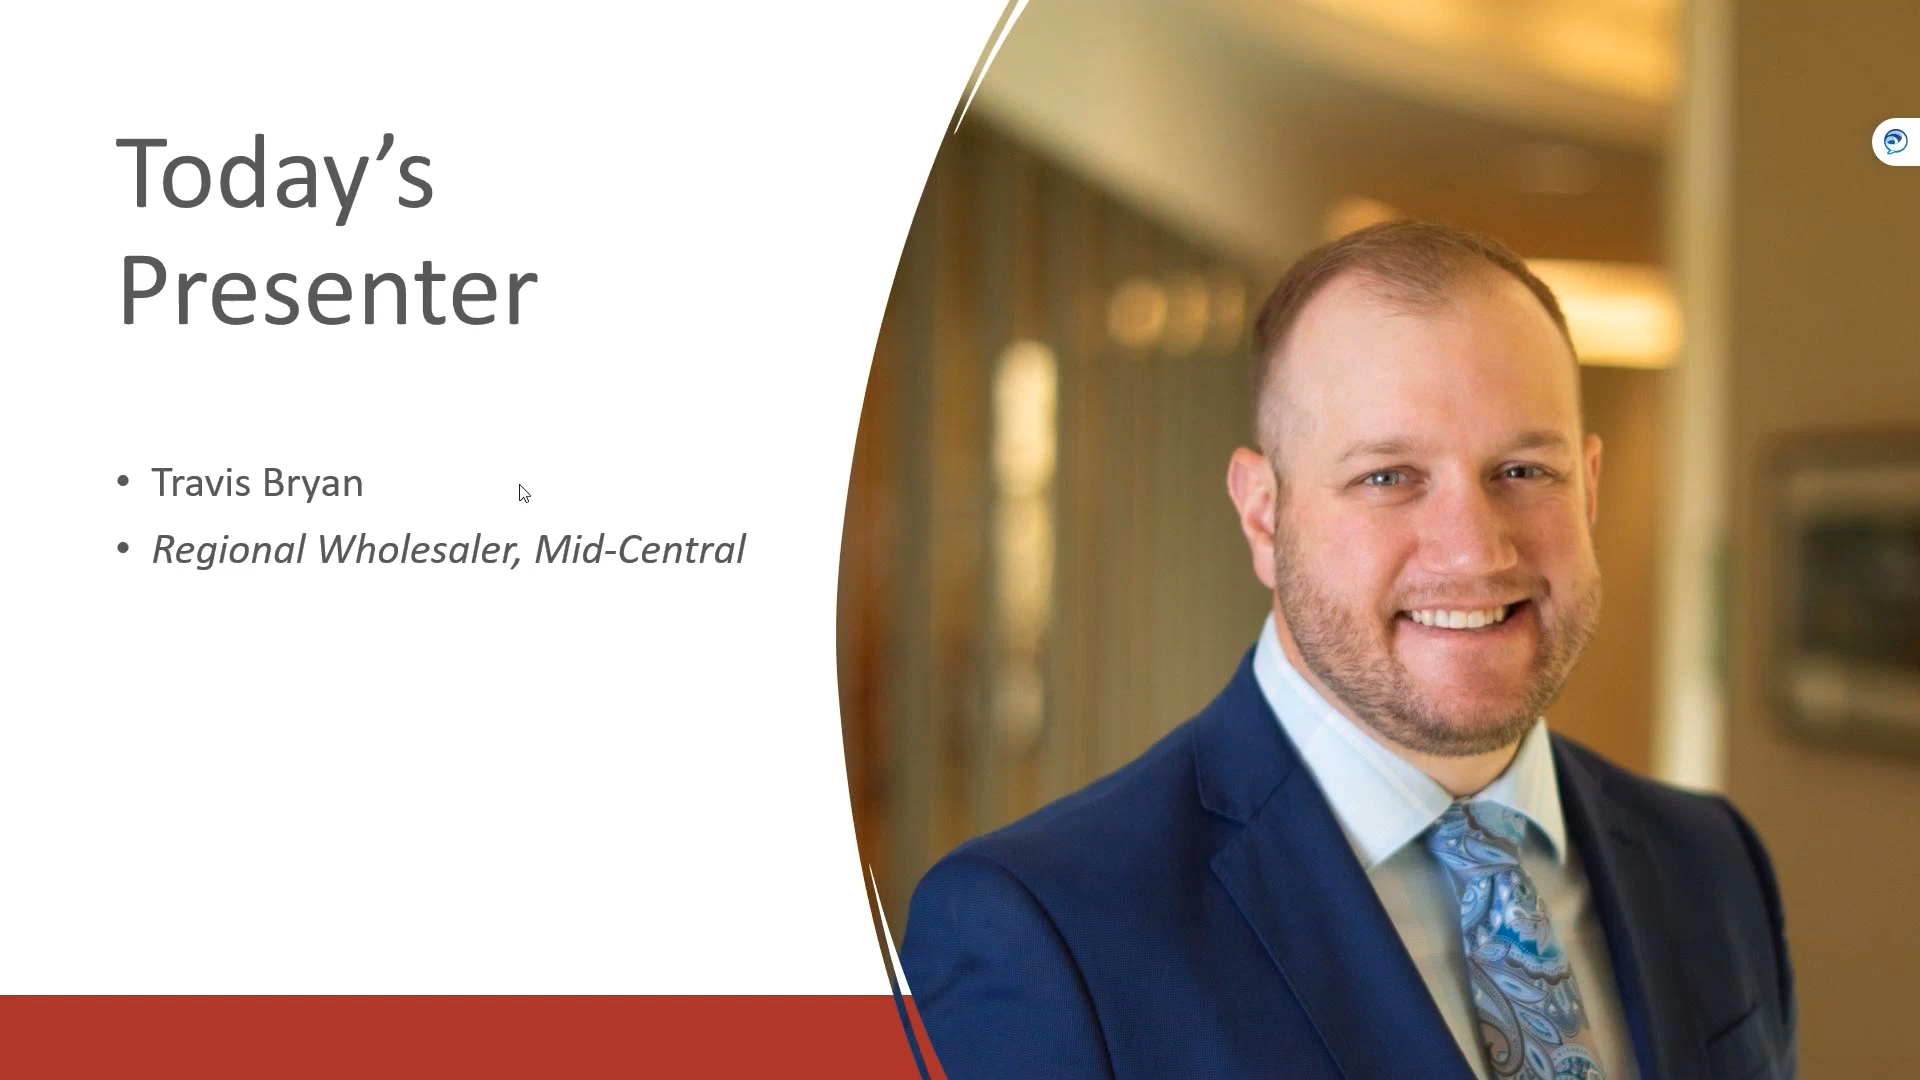 Today’s
Presenter
• Travis Bryan
• Regional Wholesaler, Mid-Central